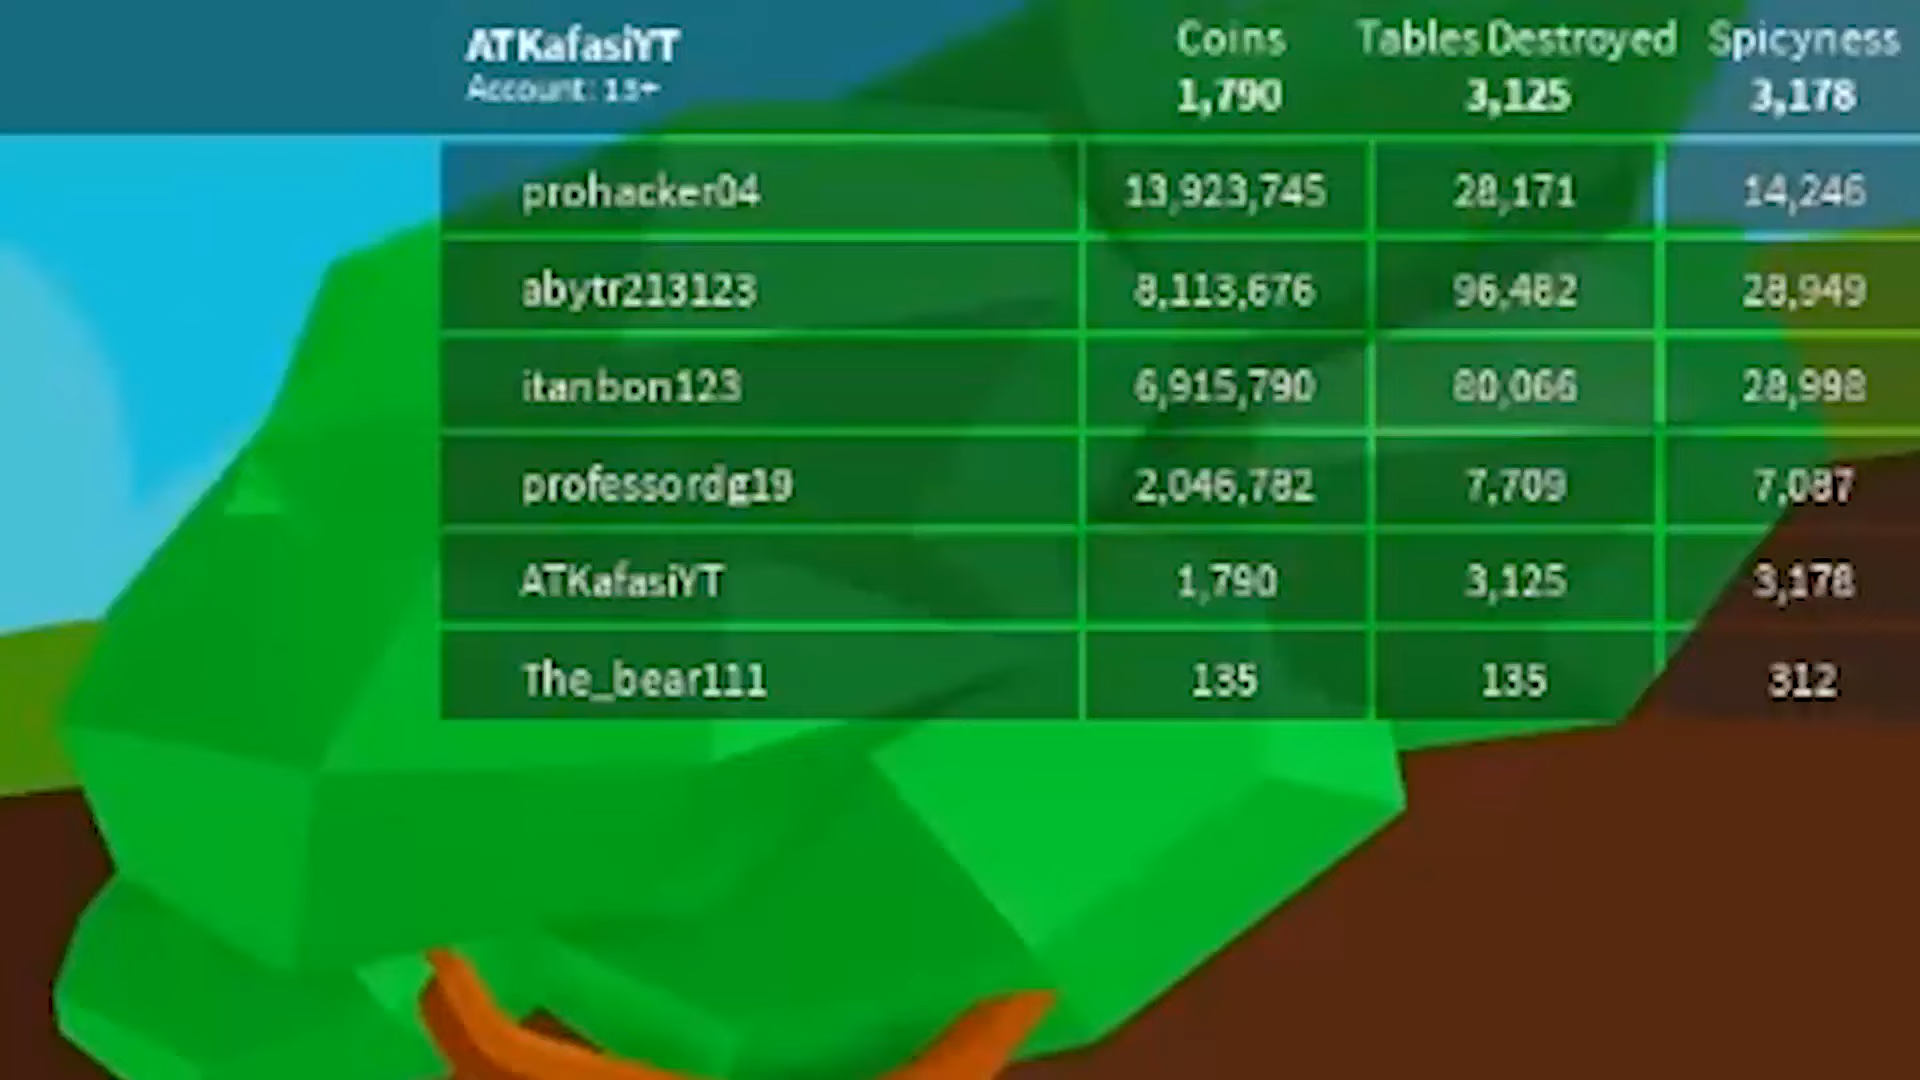 ATKafasiYT Coins Tables Destroyed Spicyness
Account: 13+ 1,790 3,125 3,178
prohacker04 13,923,745 28,171 14,246
abytr213123 8,113,676 96,482 28,949
itanbon123 6,915,790 80,066 28,998
professordg19 2,046,782 7,709 7,087
ATKafasiYT 1,790 3,125 3,178
The_bear111 135 135 312